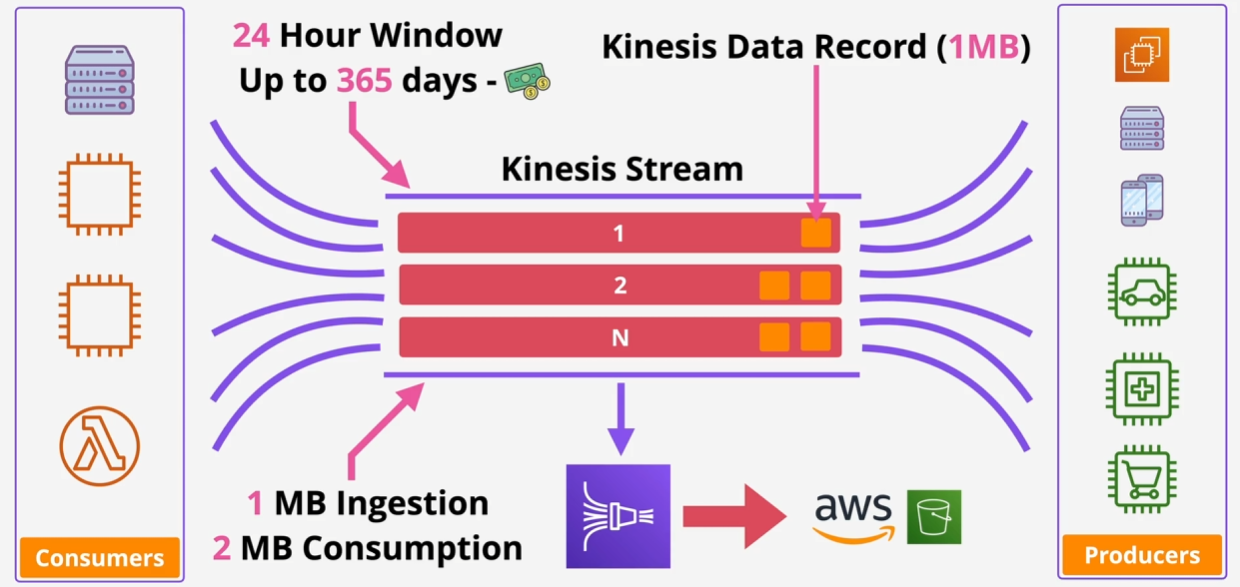 24 Hour Window
Up to 365 days -
Kinesis Data Record (1MB)
Kinesis Stream
1
2
N
1 MB Ingestion
2 MB Consumption
aws
Consumers
Producers